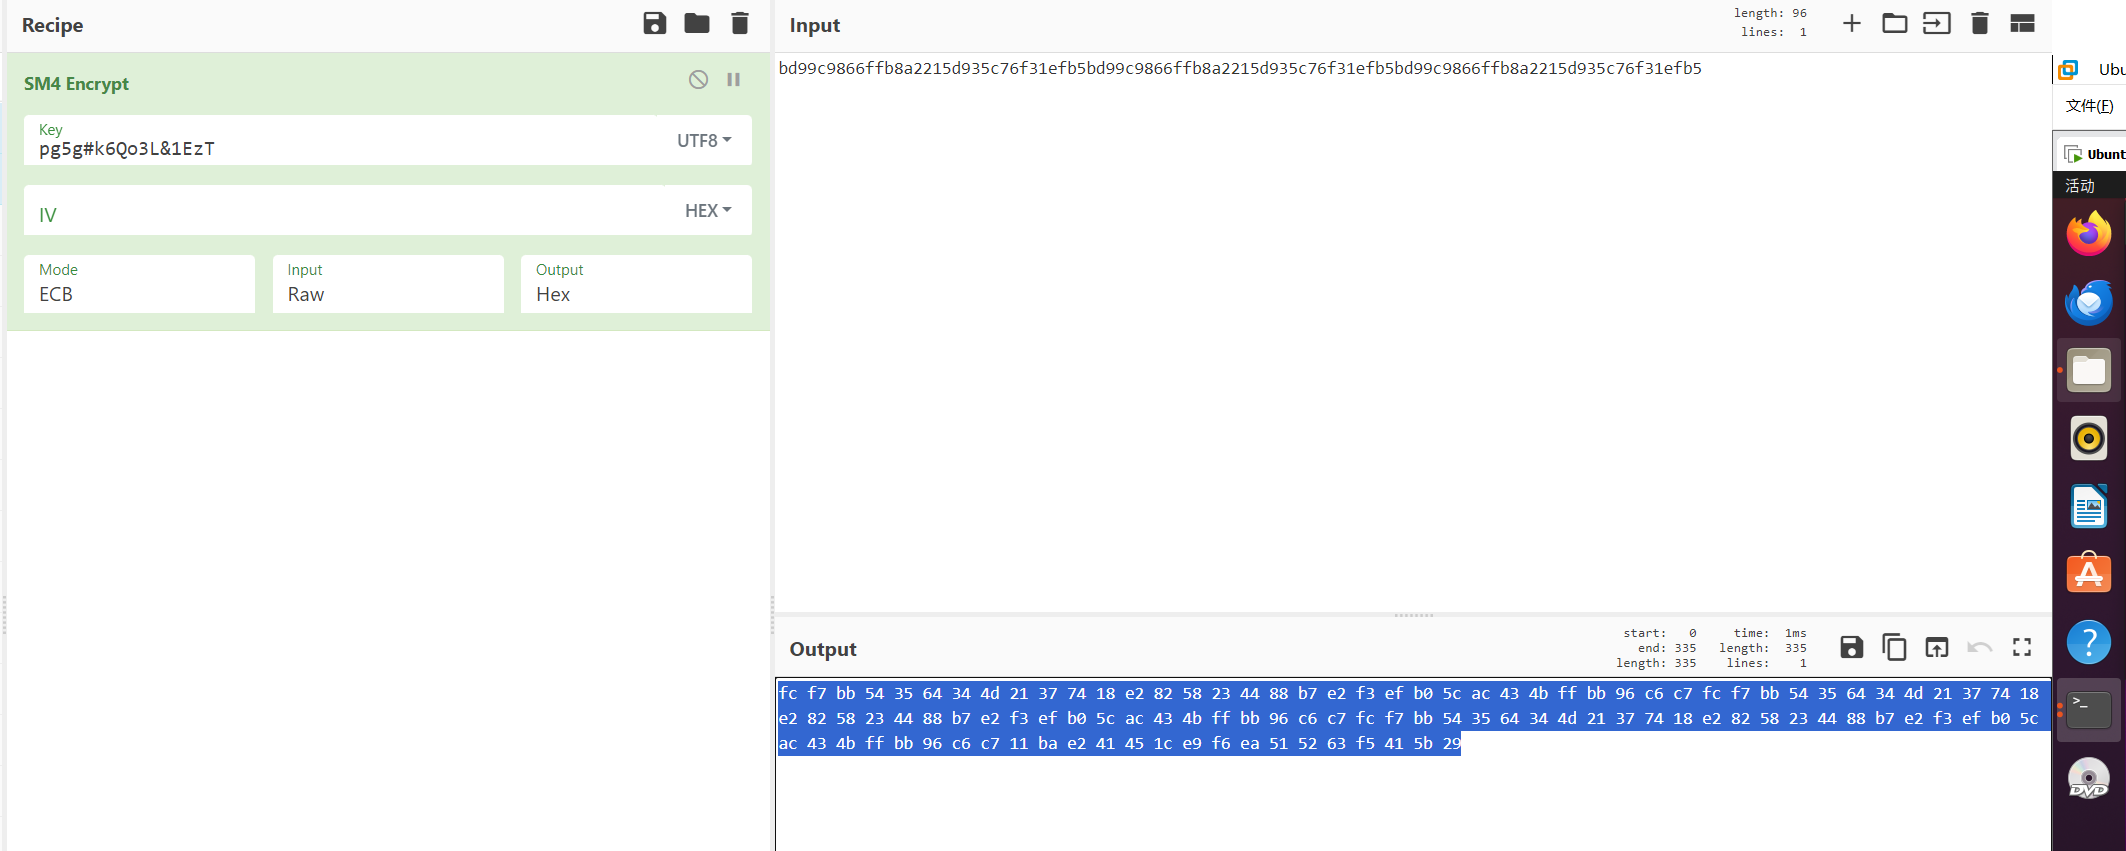 Recipe
SM4 Encrypt
Key
pg5g#k6Qo3L&1EzT
UTF8
IV
HEX
Mode
ECB
Input
Raw
Output
Hex
Input
length: 96
lines: 1
bd99c9866ffb8a2215d935c76f31efb5bd99c9866ffb8a2215d935c76f31efb5bd99c9866ffb8a2215d935c76f31efb5
Output
start: 0 time: 1ms
end: 335 length: 335
length: 335 lines: 1
fc f7 bb 54 35 64 34 4d 21 37 74 18 e2 82 58 23 44 88 b7 e2 f3 ef b0 5c ac 43 4b ff bb 96 c6 c7 fc f7 bb 54 35 64 34 4d 21 37 74 18
e2 82 58 23 44 88 b7 e2 f3 ef b0 5c ac 43 4b ff bb 96 c6 c7 fc f7 bb 54 35 64 34 4d 21 37 74 18 e2 82 58 23 44 88 b7 e2 f3 ef b0 5c
ac 43 4b ff bb 96 c6 c7 11 ba e2 41 45 1c e9 f6 ea 51 52 63 f5 41 5b 29
Ubu
文件(F)
Ubunt
活动
DVD